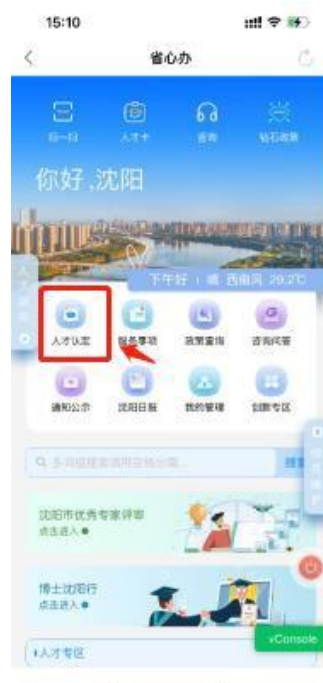 15:10
省心办
扫一扫 人才卡 咨询 钻石政策
你好,沈阳
下午好 | 晴 西南风 29.2℃
人才认定 服务事项 政策查询 咨询问答
通知公示 沈阳日报 我的管理 创新专区
沈阳市优秀专家评审
点击进入
博士沈阳行
点击进入
vConsole
人才专区